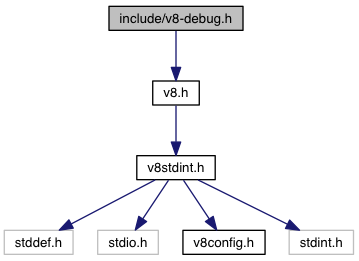 include/v8-debug.h
v8.h
v8stdint.h
stddef.h
stdio.h
v8config.h
stdint.h